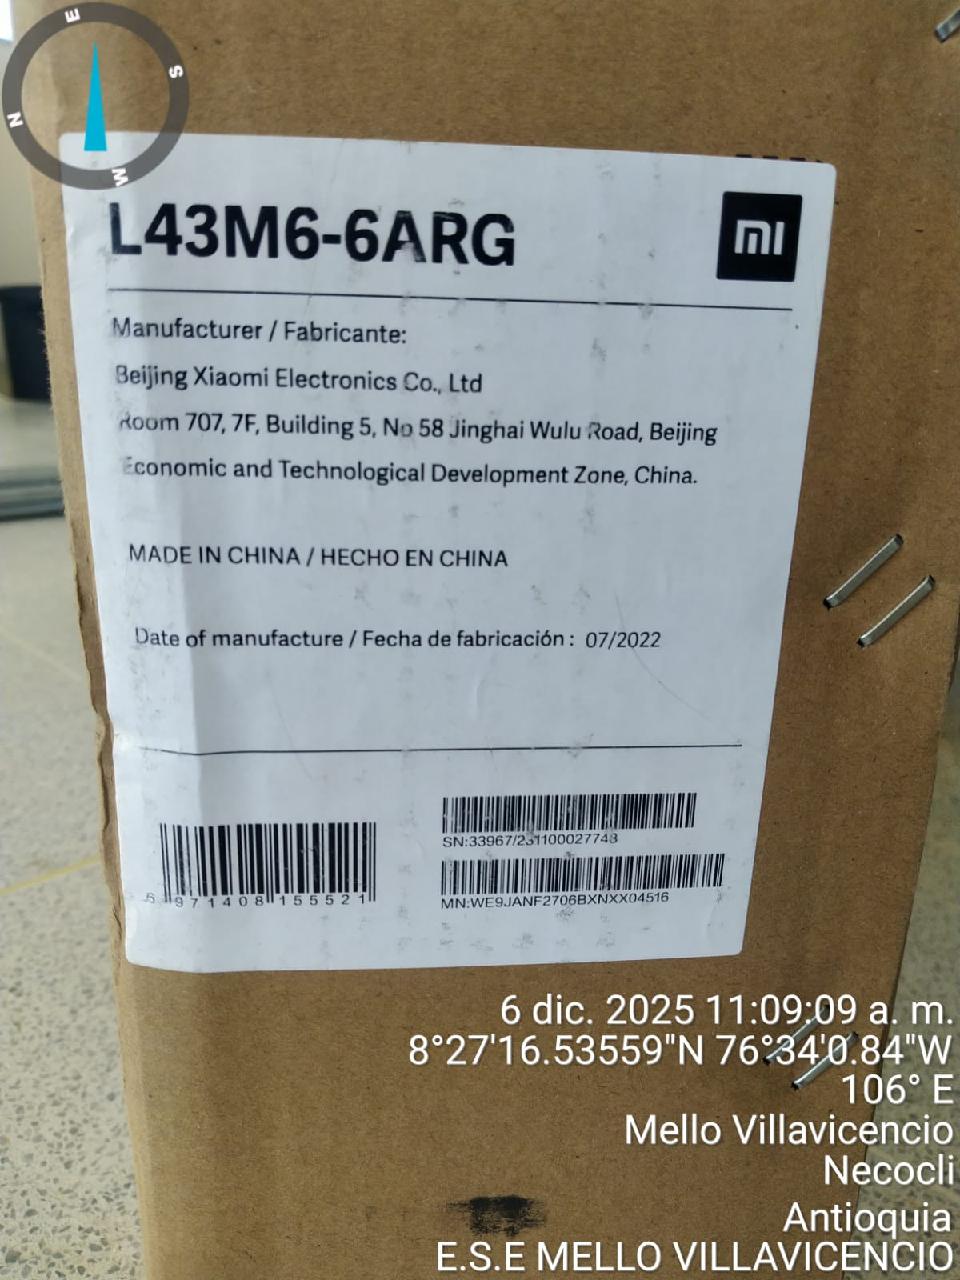 E
S
N
W
L43M6-6ARG
mi
Manufacturer / Fabricante:
Beijing Xiaomi Electronics Co., Ltd
Room 707, 7F, Building 5, No 58 Jinghai Wulu Road, Beijing
Economic and Technological Development Zone, China.
MADE IN CHINA / HECHO EN CHINA
Date of manufacture / Fecha de fabricación : 07/2022
6 971408 155521
MN:WE9JANF2706BXNXX04516
6 dic. 2025 11:09:09 a. m.
8°27'16.53559"N 76°34'0.84"W
106° E
Mello Villavicencio
Necocli
Antioquia
E.S.E MELLO VILLAVICENCIO